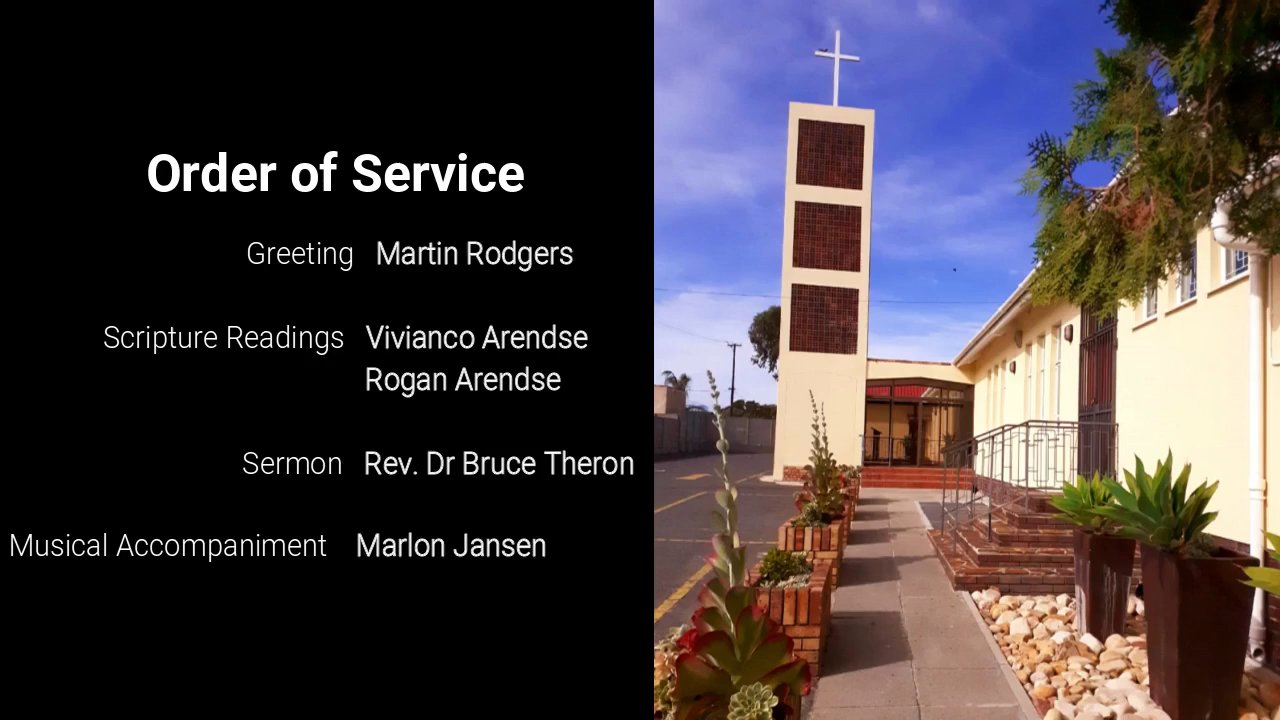 Order of Service
Greeting Martin Rodgers
Scripture Readings Vivianco Arendse
Rogan Arendse
Sermon Rev. Dr Bruce Theron
Musical Accompaniment Marlon Jansen